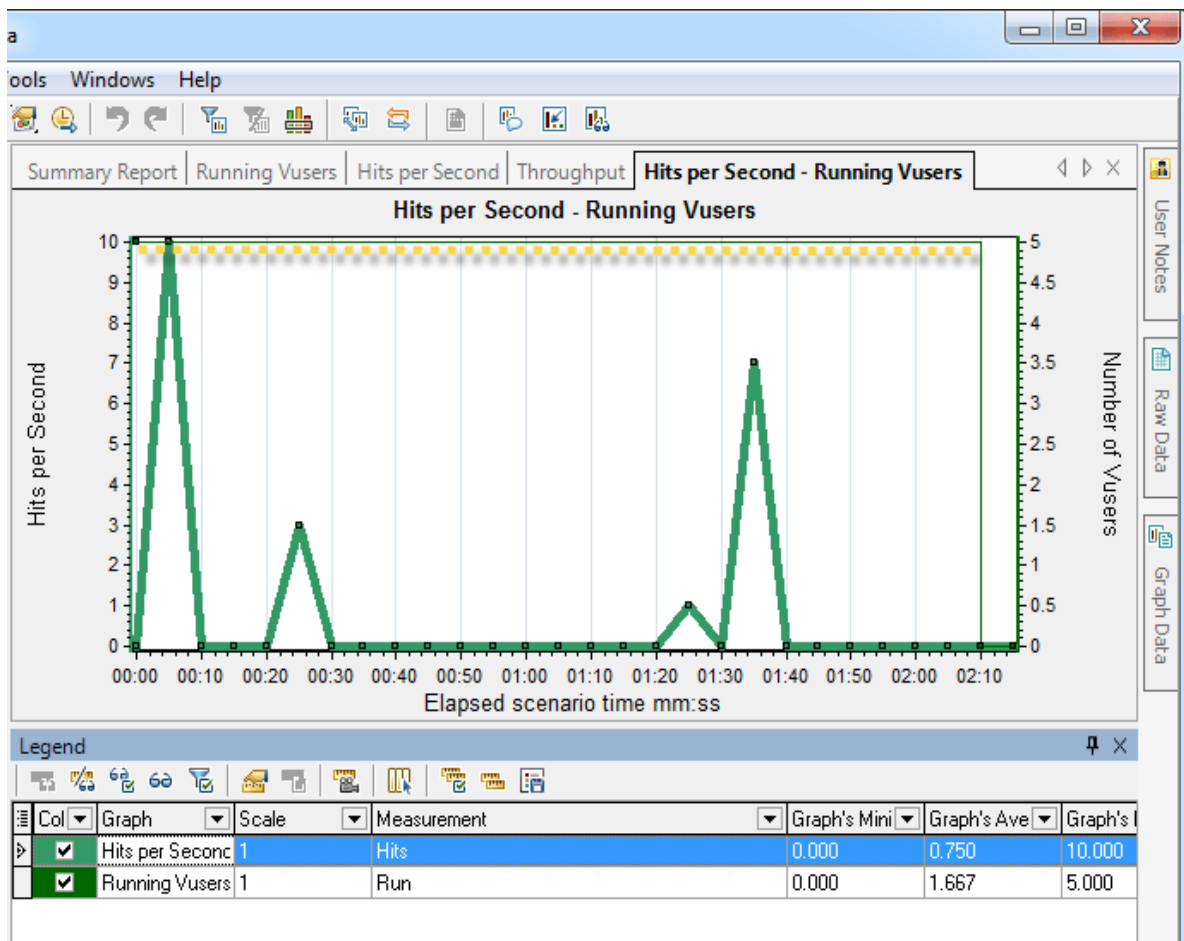 a
ools Windows Help
Summary Report Running Vusers Hits per Second Throughput Hits per Second - Running Vusers
Hits per Second - Running Vusers
Hits per Second
10
9
8
7
6
5
4
3
2
1
0
5
4.5
4
3.5
3
2.5
2
1.5
1
0.5
0
Number of Vusers
00:00 00:10 00:20 00:30 00:40 00:50 01:00 01:10 01:20 01:30 01:40 01:50 02:00 02:10
Elapsed scenario time mm:ss
User Notes
Raw Data
Graph Data
Legend
Col Graph Scale Measurement Graph's Mini Graph's Ave Graph's
Hits per Second 1 Hits 0.000 0.750 10.000
Running Vusers 1 Run 0.000 1.667 5.000